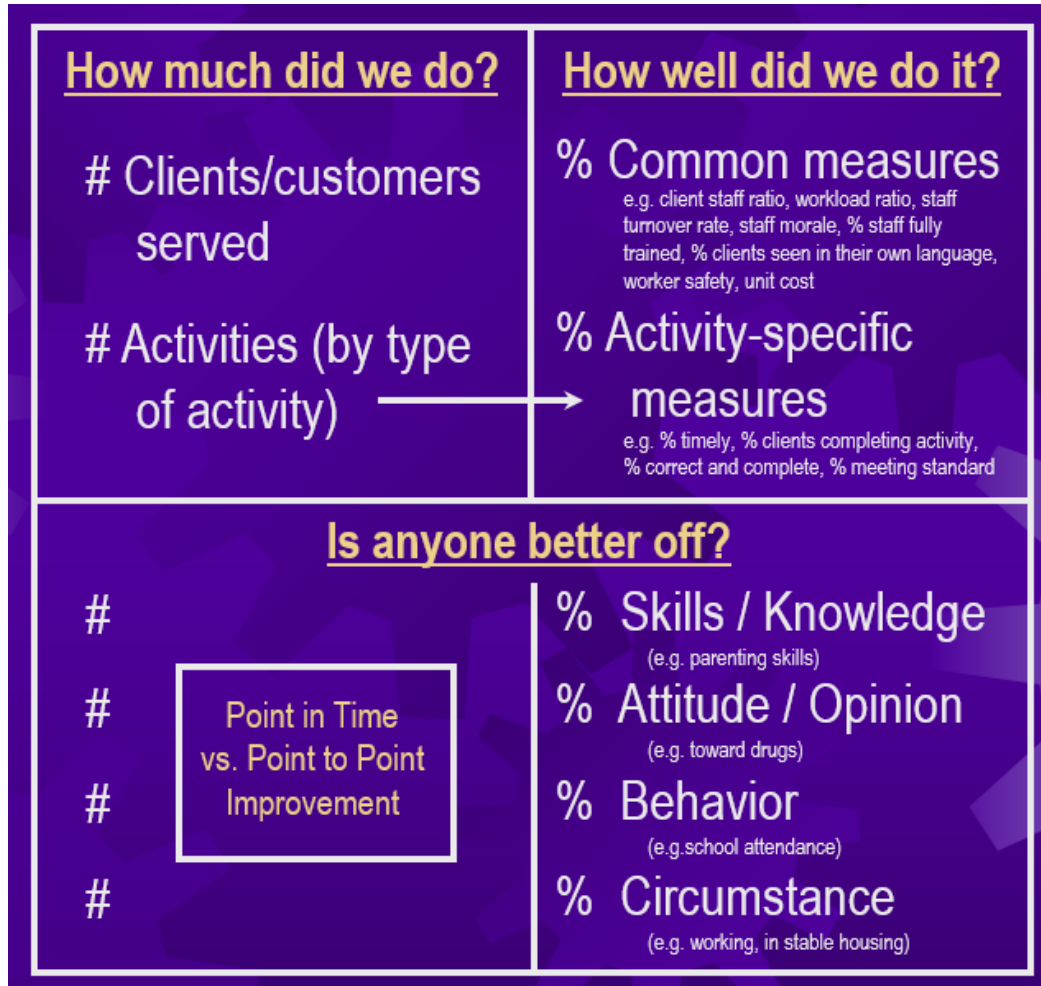 How much did we do?
# Clients/customers
served
# Activities (by type
of activity)
How well did we do it?
% Common measures
e.g. client staff ratio, workload ratio, staff
turnover rate, staff morale, % staff fully
trained, % clients seen in their own language,
worker safety, unit cost
% Activity-specific
measures
e.g. % timely, % clients completing activity,
% correct and complete, % meeting standard
Is anyone better off?
#
#
#
#
Point in Time
vs. Point to Point
Improvement
% Skills / Knowledge
(e.g. parenting skills)
% Attitude / Opinion
(e.g. toward drugs)
% Behavior
(e.g.school attendance)
% Circumstance
(e.g. working, in stable housing)